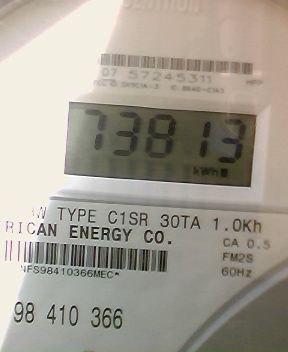 CENTRON
07 57245311
73813
kWh
W TYPE C1SR 30TA 1.0Kh
RICAN ENERGY CO.
CA 0.5
FM2S
NFS98410366MEC*
60Hz
98 410 366